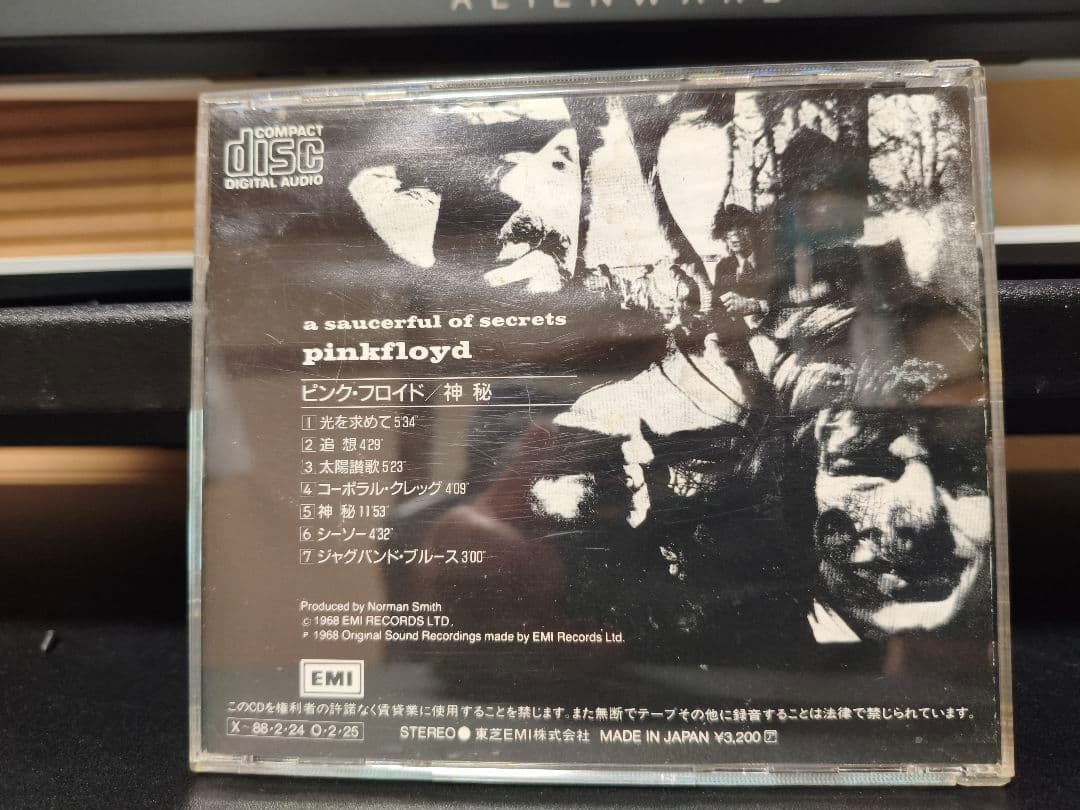 ALIENWARE
COMPACT
disc
DIGITAL AUDIO
a saucerful of secrets
pinkfloyd
ピンク・フロイド/神秘
1 光を求めて 5'34"
2 追想 4'29"
3 太陽讃歌 5'23"
4 コーポラル・クレッグ 4'09"
5 神秘 11'53"
6 シーソー 4'32"
7 ジャグバンド・ブルース 3'00"
Produced by Norman Smith
© 1968 EMI RECORDS LTD.
℗ 1968 Original Sound Recordings made by EMI Records Ltd.
EMI
このCDを権利者の許諾なく賃貸業に使用することを禁じます。また無断でテープその他に録音することは法律で禁じられています。
X～88・2・24 O・2・25
STEREO● 東芝EMI株式会社 MADE IN JAPAN ¥3,200 ア